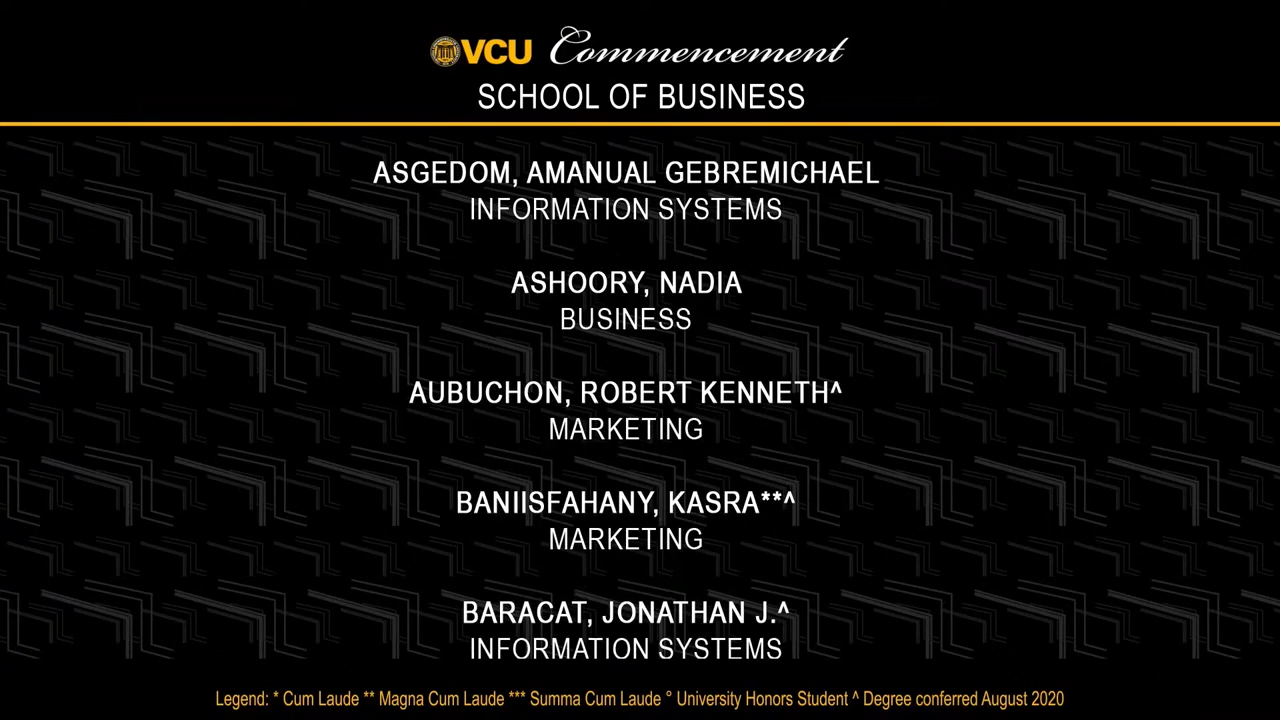 VCU Commencement
SCHOOL OF BUSINESS
ASGEDOM, AMANUAL GEBREMICHAEL
INFORMATION SYSTEMS
ASHOORY, NADIA
BUSINESS
AUBUCHON, ROBERT KENNETH^
MARKETING
BANIISFAHANY, KASRA**^
MARKETING
BARACAT, JONATHAN J.^
INFORMATION SYSTEMS
Legend: * Cum Laude ** Magna Cum Laude *** Summa Cum Laude ° University Honors Student ^ Degree conferred August 2020